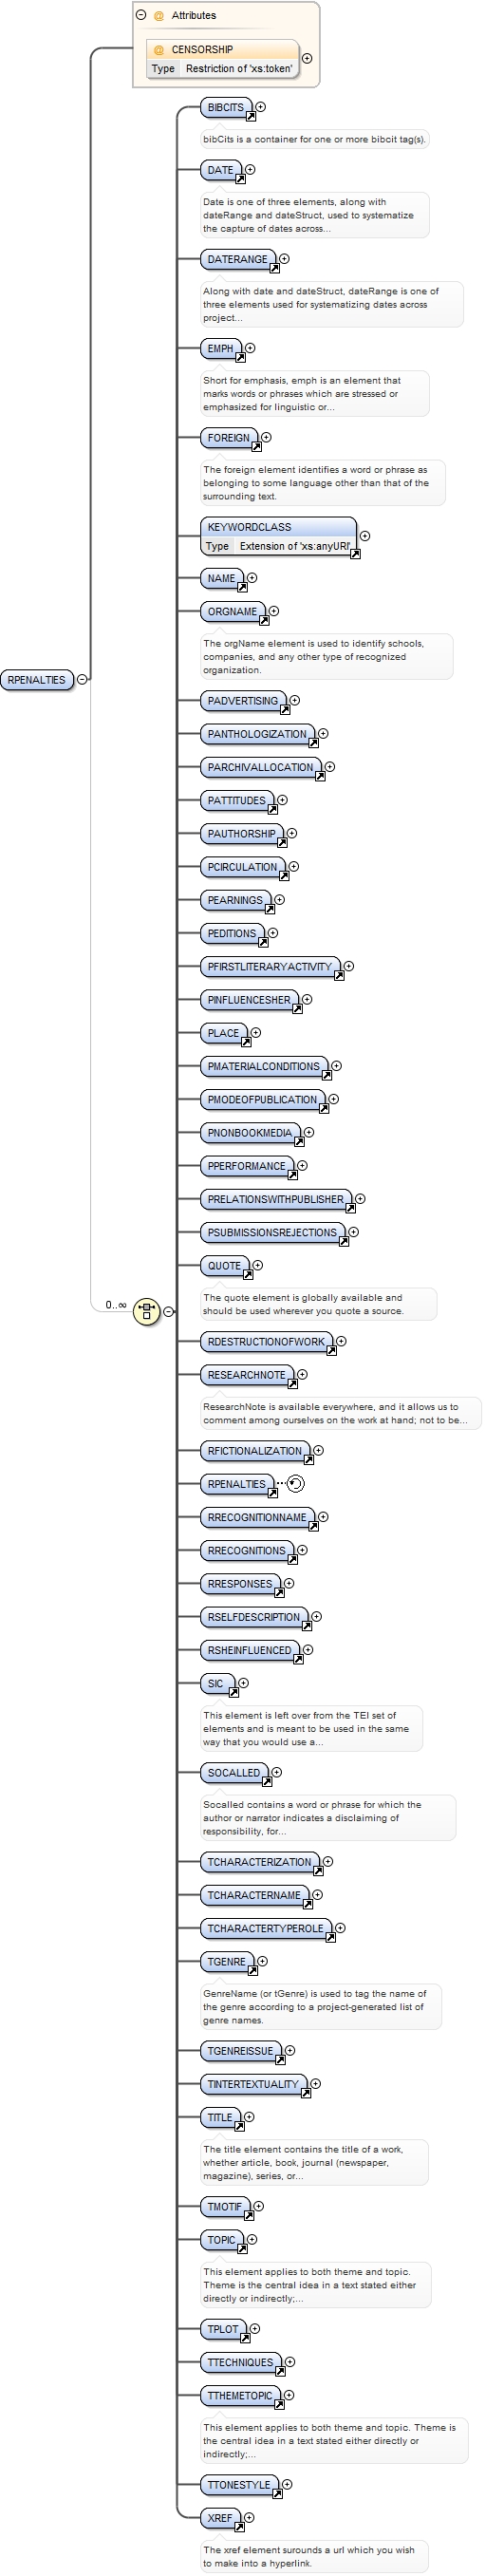 Attributes
CENSORSHIP
Type Restriction of 'xs:token'
BIBCITS
bibCits is a container for one or more bibcit tag(s).
DATE
Date is one of three elements, along with
dateRange and dateStruct, used to systematize
the capture of dates across...
DATERANGE
Along with date and dateStruct, dateRange is one of
three elements used for systematizing dates across
project...
EMPH
Short for emphasis, emph is an element that
marks words or phrases which are stressed or
emphasized for linguistic or...
FOREIGN
The foreign element identifies a word or phrase as
belonging to some language other than that of the
surrounding text.
KEYWORDCLASS
Type Extension of 'xs:anyURI'
NAME
ORGNAME
The orgName element is used to identify schools,
companies, and any other type of recognized
organization.
RPENALTIES
PADVERTISING
PANTHOLOGIZATION
PARCHIVALLOCATION
PATTITUDES
PAUTHORSHIP
PCIRCULATION
PEARNINGS
PEDITIONS
PFIRSTLITERARYACTIVITY
PINFLUENCESHER
PLACE
PMATERIALCONDITIONS
PMODEOFPUBLICATION
PNONBOOKMEDIA
PPERFORMANCE
PRELATIONSWITHPUBLISHER
PSUBMISSIONSREJECTIONS
QUOTE
The quote element is globally available and
should be used wherever you quote a source.
0..∞
RDESTRUCTIONOFWORK
RESEARCHNOTE
ResearchNote is available everywhere, and it allows us to
comment among ourselves on the work at hand; not to be...
RFICTIONALIZATION
RPENALTIES
RRECOGNITIONNAME
RRECOGNITIONS
RRESPONSES
RSELFDESCRIPTION
RSHEINFLUENCED
SIC
This element is left over from the TEI set of
elements and is meant to be used in the same
way that you would use a...
SOCALLED
Socalled contains a word or phrase for which the
author or narrator indicates a disclaiming of
responsibility, for...
TCHARACTERIZATION
TCHARACTERNAME
TCHARACTERTYPEROLE
TGENRE
GenreName (or tGenre) is used to tag the name of
the genre according to a project-generated list of
genre names.
TGENREISSUE
TINTERTEXTUALITY
TITLE
The title element contains the title of a work,
whether article, book, journal (newspaper,
magazine), series, or...
TMOTIF
TOPIC
This element applies to both theme and topic.
Theme is the central idea in a text stated either
directly or indirectly;...
TPLOT
TTECHNIQUES
TTHEMETOPIC
This element applies to both theme and topic. Theme is
the central idea in a text stated either directly or
indirectly;...
TTONESTYLE
XREF
The xref element surounds a url which you wish
to make into a hyperlink.